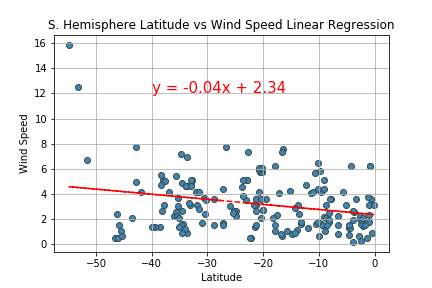 S. Hemisphere Latitude vs Wind Speed Linear Regression
16
14
12
10
8
6
4
2
0
Wind Speed
y = -0.04x + 2.34
−50 −40 −30 −20 −10 0
Latitude